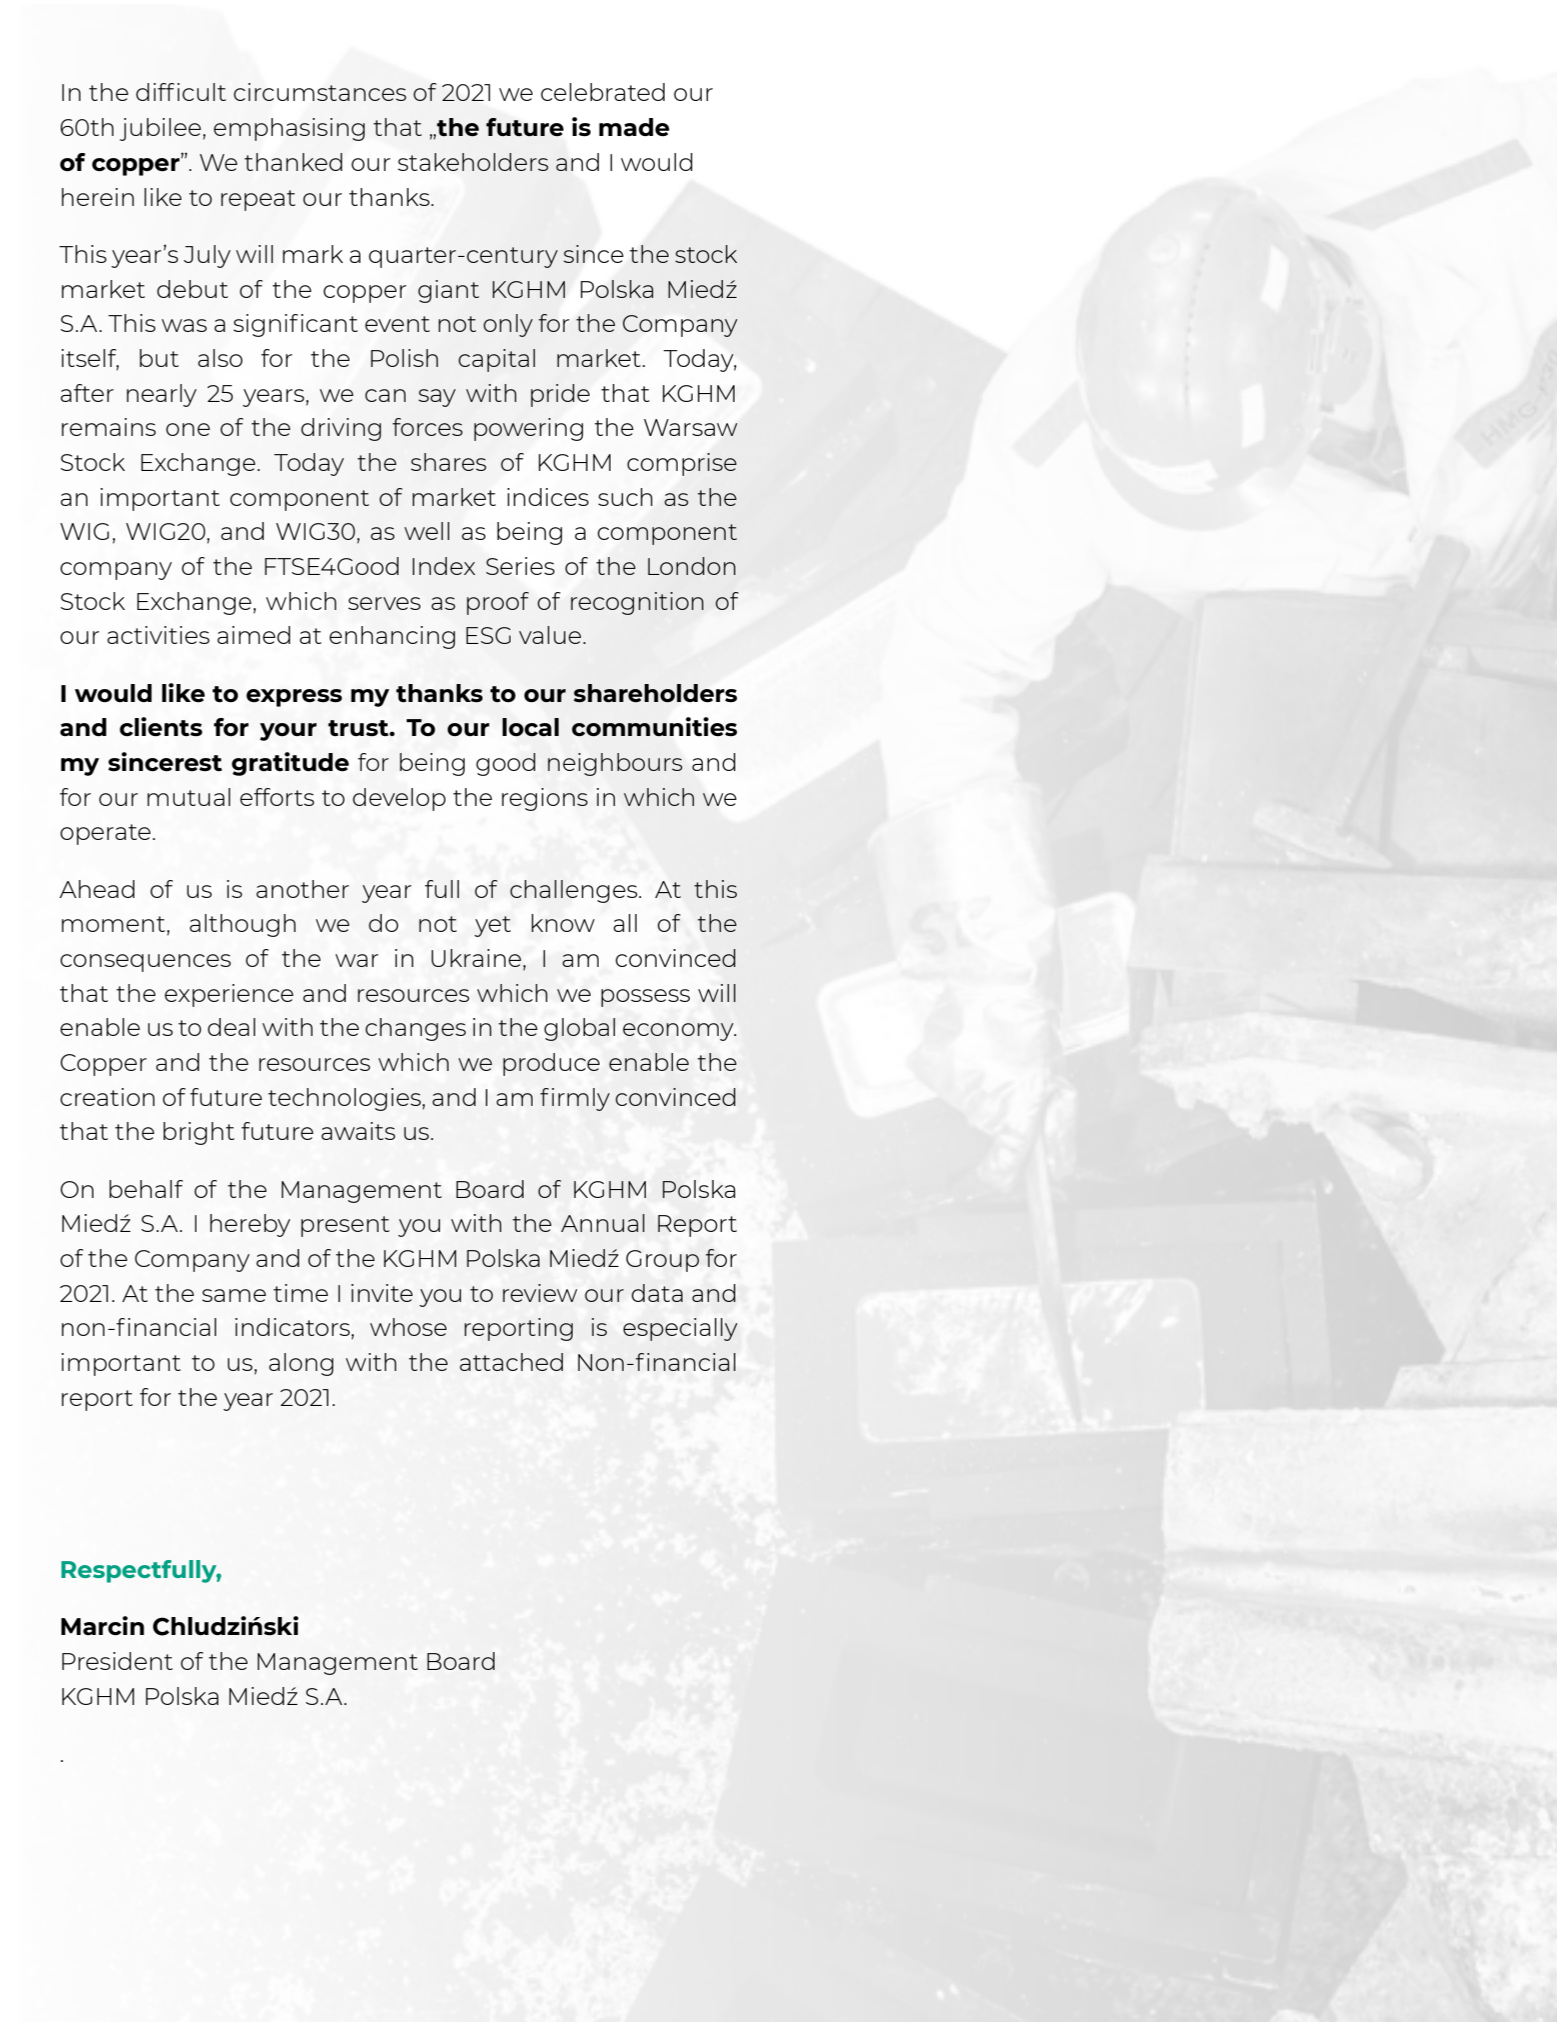 In the difficult circumstances of 2021 we celebrated our
60th jubilee, emphasising that „the future is made
of copper”. We thanked our stakeholders and I would
herein like to repeat our thanks.
This year’s July will mark a quarter-century since the stock
market debut of the copper giant KGHM Polska Miedź
S.A. This was a significant event not only for the Company
itself, but also for the Polish capital market. Today,
after nearly 25 years, we can say with pride that KGHM
remains one of the driving forces powering the Warsaw
Stock Exchange. Today the shares of KGHM comprise
an important component of market indices such as the
WIG, WIG20, and WIG30, as well as being a component
company of the FTSE4Good Index Series of the London
Stock Exchange, which serves as proof of recognition of
our activities aimed at enhancing ESG value.
I would like to express my thanks to our shareholders
and clients for your trust. To our local communities
my sincerest gratitude for being good neighbours and
for our mutual efforts to develop the regions in which we
operate.
Ahead of us is another year full of challenges. At this
moment, although we do not yet know all of the
consequences of the war in Ukraine, I am convinced
that the experience and resources which we possess will
enable us to deal with the changes in the global economy.
Copper and the resources which we produce enable the
creation of future technologies, and I am firmly convinced
that the bright future awaits us.
On behalf of the Management Board of KGHM Polska
Miedź S.A. I hereby present you with the Annual Report
of the Company and of the KGHM Polska Miedź Group for
2021. At the same time I invite you to review our data and
non-financial indicators, whose reporting is especially
important to us, along with the attached Non-financial
report for the year 2021.
Respectfully,
Marcin Chludziński
President of the Management Board
KGHM Polska Miedź S.A.
.